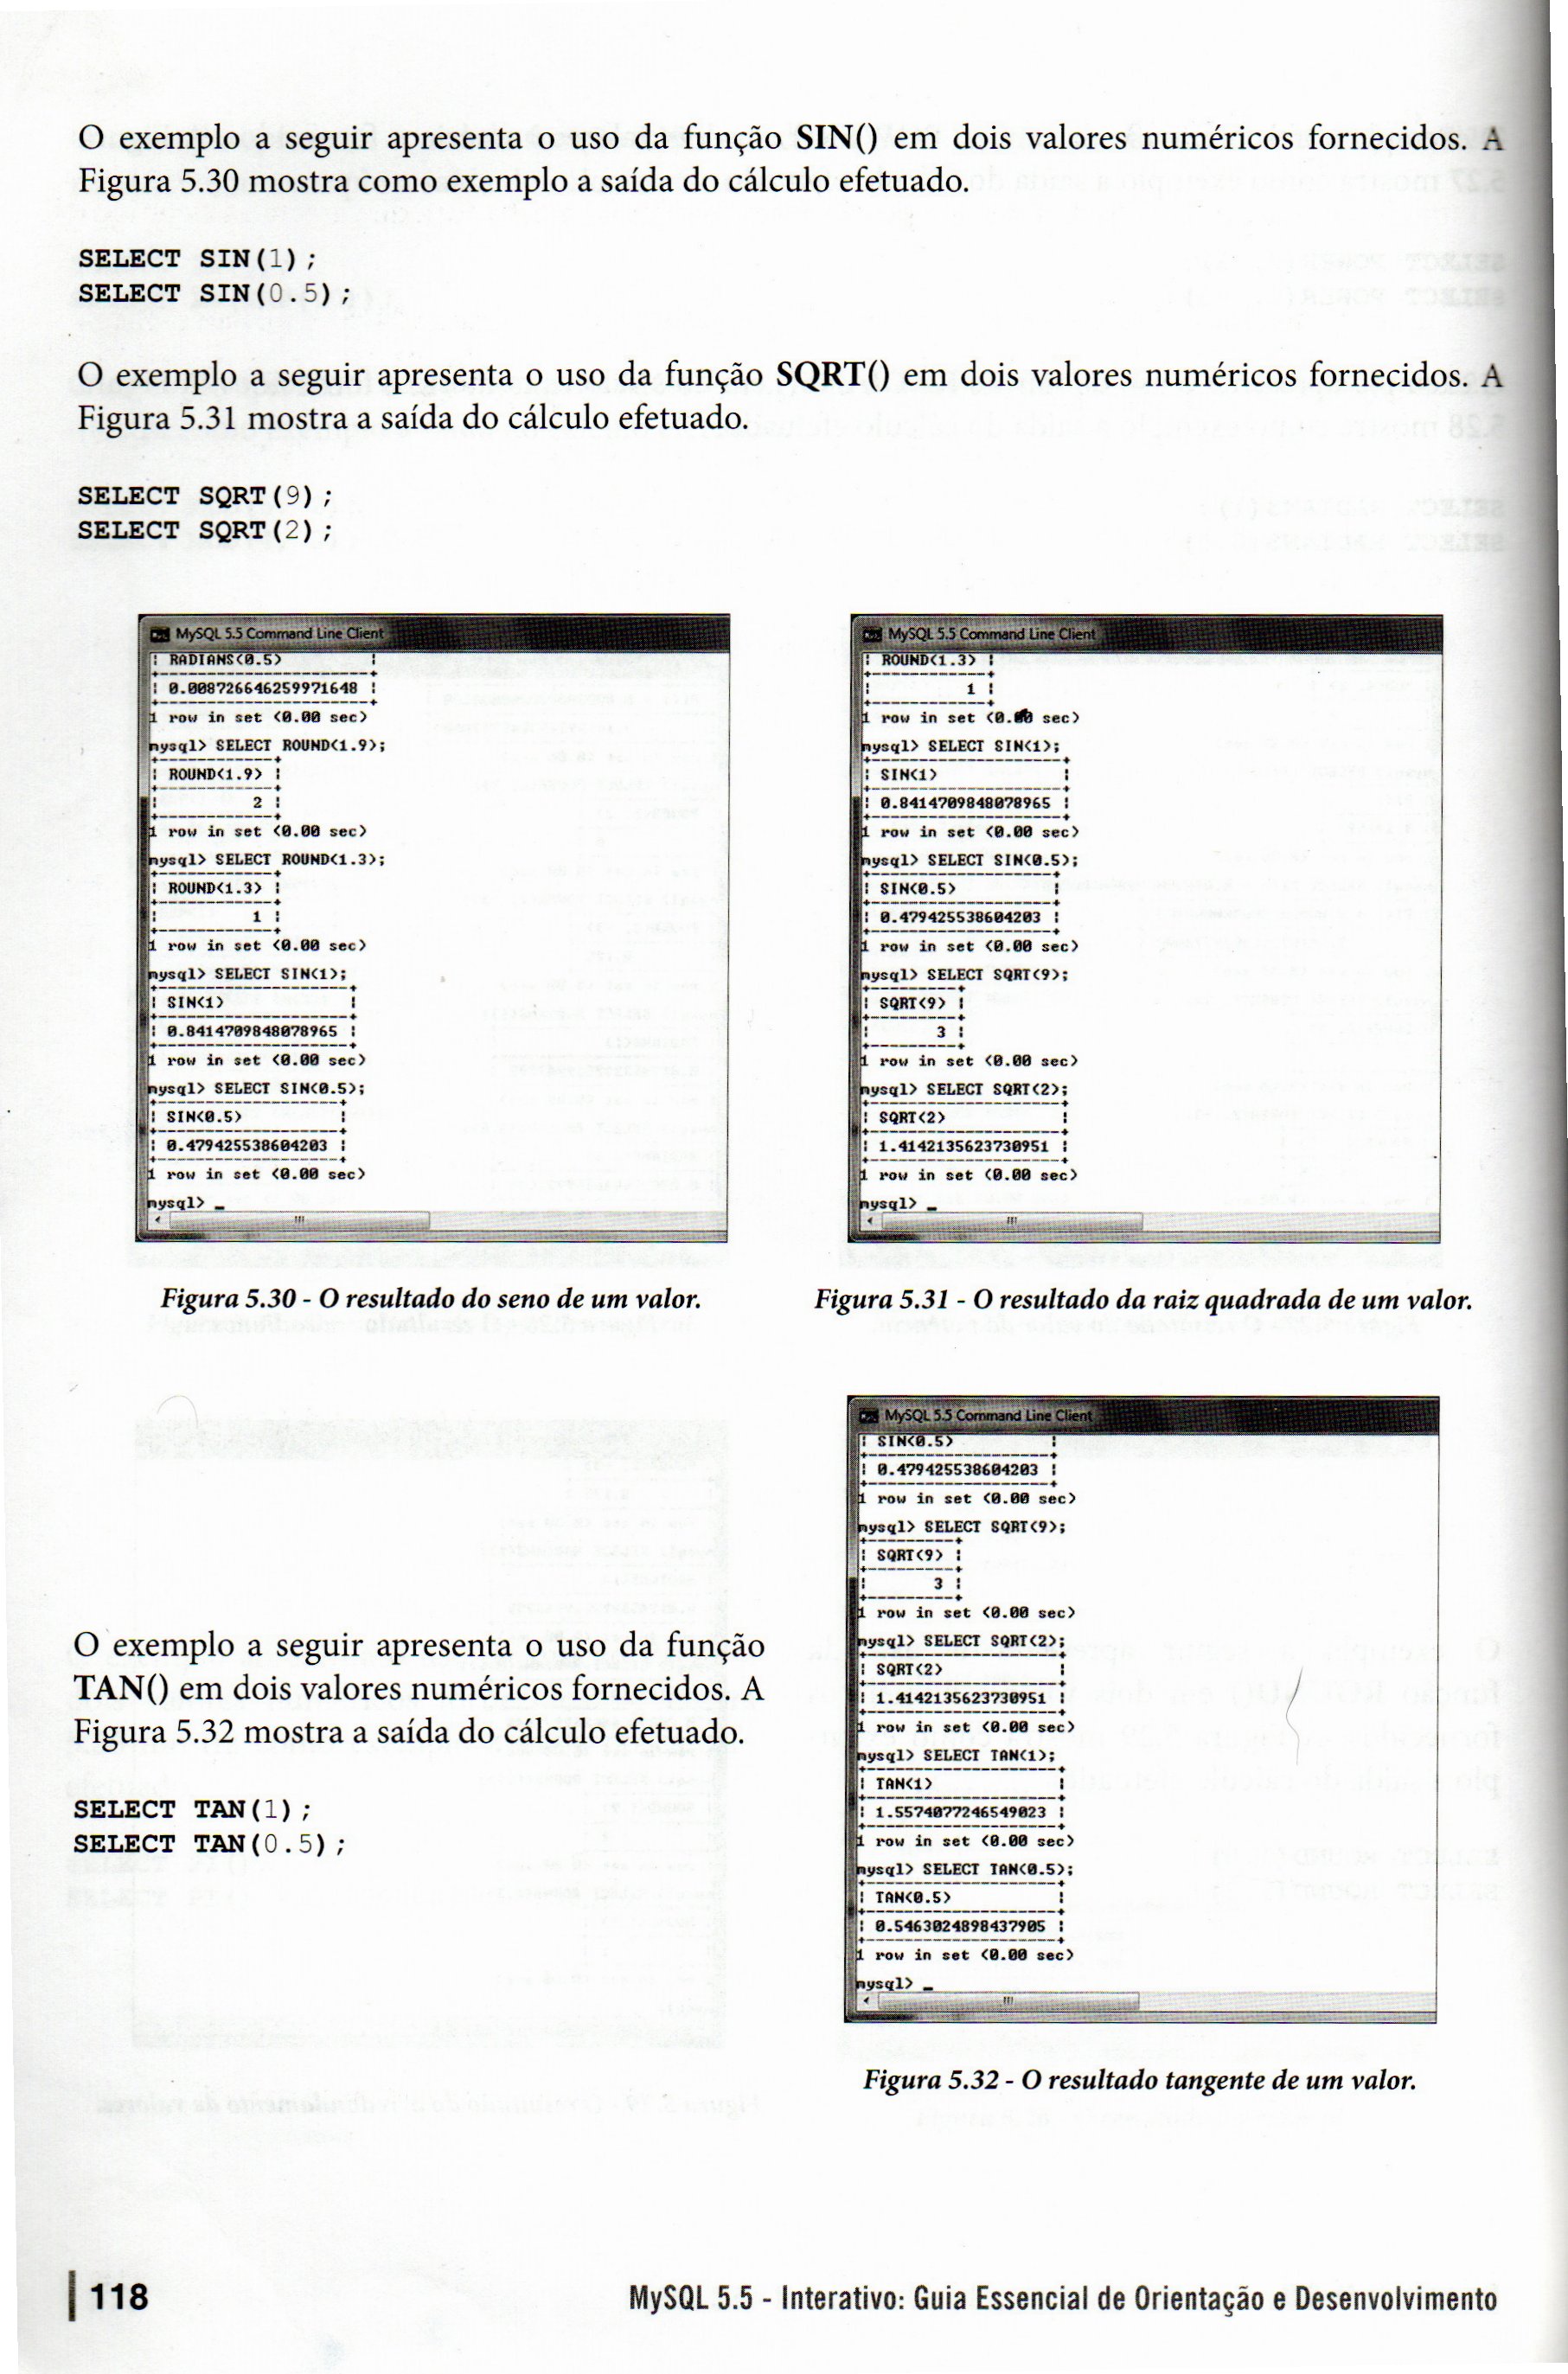 O exemplo a seguir apresenta o uso da função SIN() em dois valores numéricos fornecidos. A
Figura 5.30 mostra como exemplo a saída do cálculo efetuado.
SELECT SIN(1);
SELECT SIN(0.5);
O exemplo a seguir apresenta o uso da função SQRT() em dois valores numéricos fornecidos. A
Figura 5.31 mostra a saída do cálculo efetuado.
SELECT SQRT(9);
SELECT SQRT(2);
MySQL 5.5 Command Line Client
| RADIANS(0.5) |
+----------------------+
| 0.008726646259971648 |
+----------------------+
1 row in set (0.00 sec)
mysql> SELECT ROUND(1.9);
+------------+
| ROUND(1.9) |
+------------+
| 2 |
+------------+
1 row in set (0.00 sec)
mysql> SELECT ROUND(1.3);
+------------+
| ROUND(1.3) |
+------------+
| 1 |
+------------+
1 row in set (0.00 sec)
mysql> SELECT SIN(1);
+--------------------+
| SIN(1) |
+--------------------+
| 0.8414709848078965 |
+--------------------+
1 row in set (0.00 sec)
mysql> SELECT SIN(0.5);
+-------------------+
| SIN(0.5) |
+-------------------+
| 0.479425538604203 |
+-------------------+
1 row in set (0.00 sec)
mysql> _
Figura 5.30 - O resultado do seno de um valor.
MySQL 5.5 Command Line Client
| ROUND(1.3) |
+------------+
| 1 |
+------------+
1 row in set (0.00 sec)
mysql> SELECT SIN(1);
+--------------------+
| SIN(1) |
+--------------------+
| 0.8414709848078965 |
+--------------------+
1 row in set (0.00 sec)
mysql> SELECT SIN(0.5);
+-------------------+
| SIN(0.5) |
+-------------------+
| 0.479425538604203 |
+-------------------+
1 row in set (0.00 sec)
mysql> SELECT SQRT(9);
+---------+
| SQRT(9) |
+---------+
| 3 |
+---------+
1 row in set (0.00 sec)
mysql> SELECT SQRT(2);
+--------------------+
| SQRT(2) |
+--------------------+
| 1.4142135623730951 |
+--------------------+
1 row in set (0.00 sec)
mysql> _
Figura 5.31 - O resultado da raiz quadrada de um valor.
O exemplo a seguir apresenta o uso da função
TAN() em dois valores numéricos fornecidos. A
Figura 5.32 mostra a saída do cálculo efetuado.
SELECT TAN(1);
SELECT TAN(0.5);
MySQL 5.5 Command Line Client
| SIN(0.5) |
+-------------------+
| 0.479425538604203 |
+-------------------+
1 row in set (0.00 sec)
mysql> SELECT SQRT(9);
+---------+
| SQRT(9) |
+---------+
| 3 |
+---------+
1 row in set (0.00 sec)
mysql> SELECT SQRT(2);
+--------------------+
| SQRT(2) |
+--------------------+
| 1.4142135623730951 |
+--------------------+
1 row in set (0.00 sec)
mysql> SELECT TAN(1);
+--------------------+
| TAN(1) |
+--------------------+
| 1.5574077246549023 |
+--------------------+
1 row in set (0.00 sec)
mysql> SELECT TAN(0.5);
+--------------------+
| TAN(0.5) |
+--------------------+
| 0.5463024898437905 |
+--------------------+
1 row in set (0.00 sec)
mysql> _
Figura 5.32 - O resultado tangente de um valor.
118
MySQL 5.5 - Interativo: Guia Essencial de Orientação e Desenvolvimento